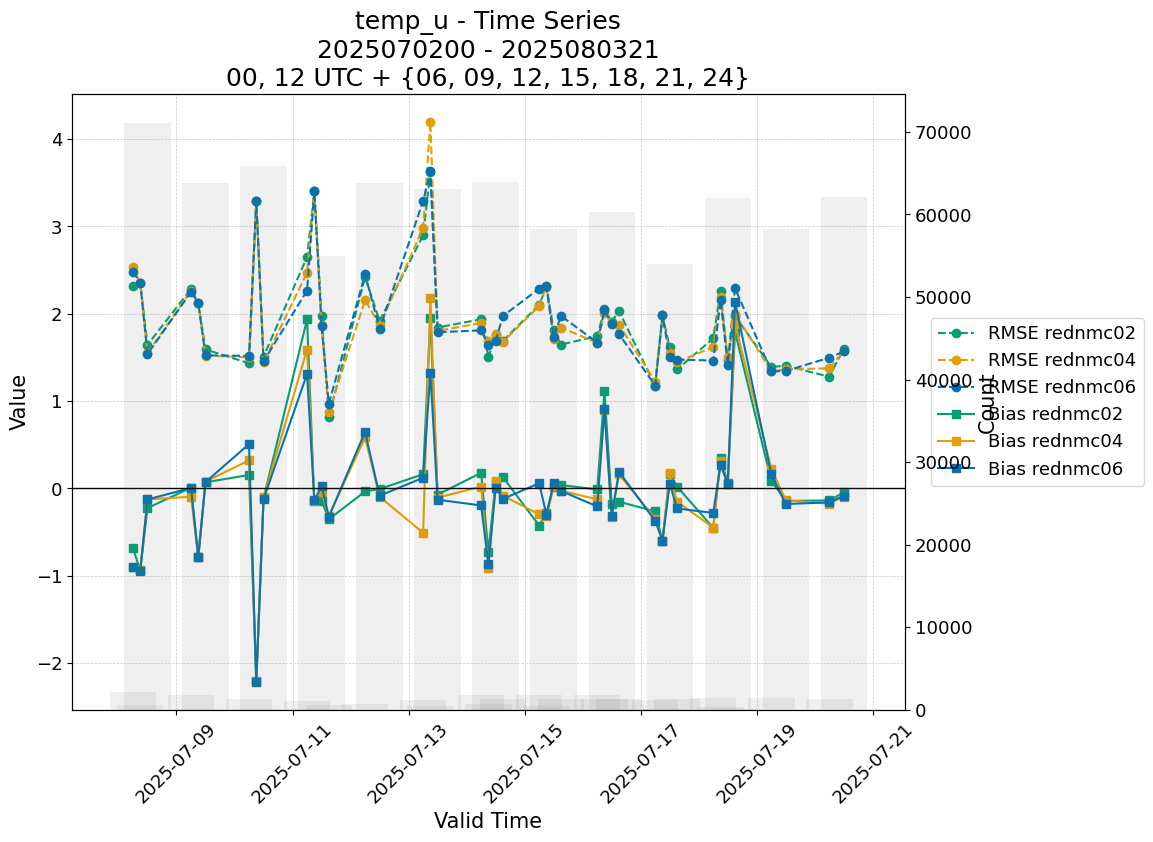 temp_u - Time Series
2025070200 - 2025080321
00, 12 UTC + {06, 09, 12, 15, 18, 21, 24}
4
3
2
1
0
−1
−2
Value
70000
60000
50000
40000
30000
20000
10000
0
Count
RMSE rednmc02
RMSE rednmc04
RMSE rednmc06
Bias rednmc02
Bias rednmc04
Bias rednmc06
2025-07-09
2025-07-11
2025-07-13
2025-07-15
2025-07-17
2025-07-19
2025-07-21
Valid Time